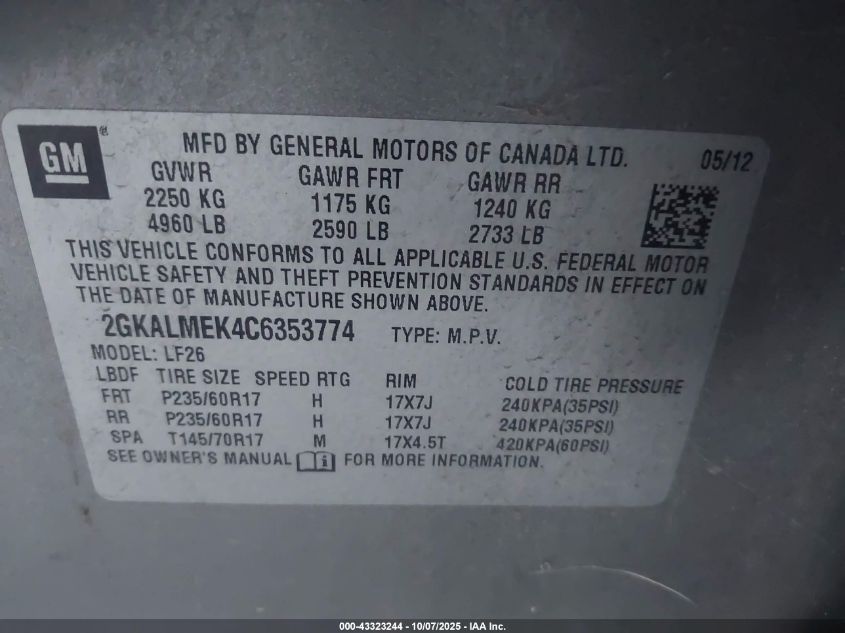 GM®
MFD BY GENERAL MOTORS OF CANADA LTD. 05/12
GVWR GAWR FRT GAWR RR
2250 KG 1175 KG 1240 KG
4960 LB 2590 LB 2733 LB
THIS VEHICLE CONFORMS TO ALL APPLICABLE U.S. FEDERAL MOTOR
VEHICLE SAFETY AND THEFT PREVENTION STANDARDS IN EFFECT ON
THE DATE OF MANUFACTURE SHOWN ABOVE.
2GKALMEK4C6353774 TYPE: M.P.V.
MODEL: LF26
LBDF TIRE SIZE SPEED RTG RIM COLD TIRE PRESSURE
FRT P235/60R17 H 17X7J 240KPA(35PSI)
RR P235/60R17 H 17X7J 240KPA(35PSI)
SPA T145/70R17 M 17X4.5T 420KPA(60PSI)
SEE OWNER'S MANUAL FOR MORE INFORMATION.
000-43323244 - 10/07/2025 - IAA Inc.